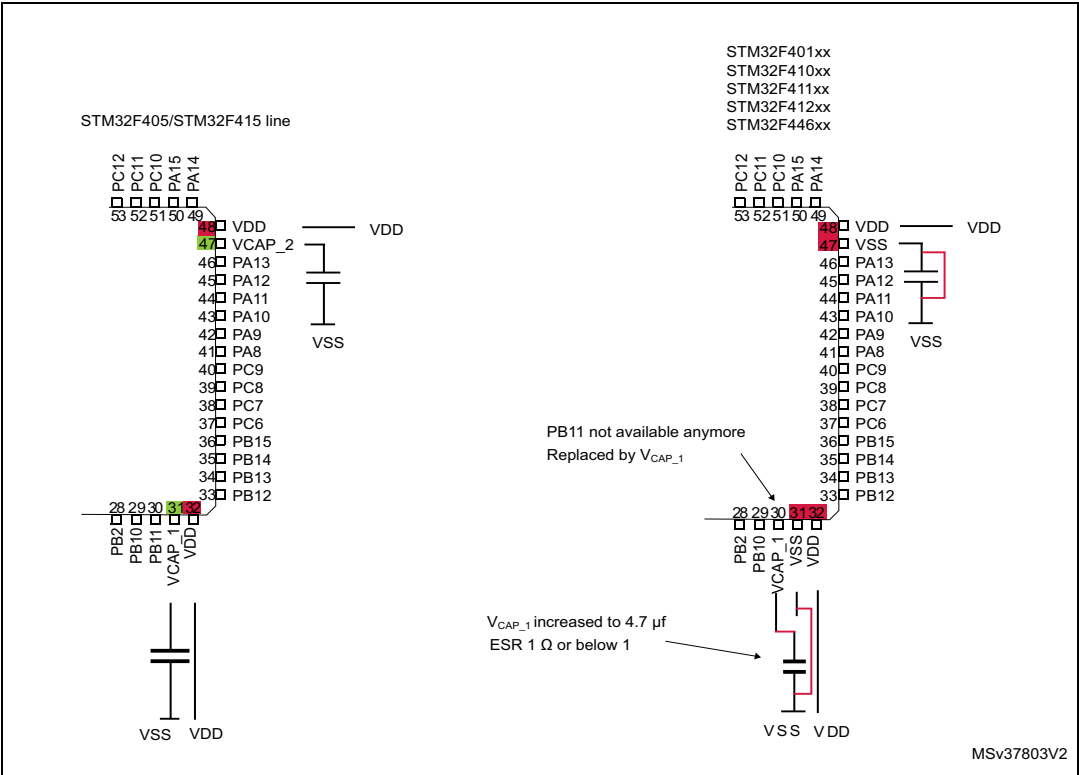 STM32F405/STM32F415 line
PC12
PC11
PC10
PA15
PA14
53 52 51 50 49
48 VDD
VDD
47 VCAP_2
46 PA13
45 PA12
44 PA11
43 PA10
42 PA9
41 PA8
40 PC9
39 PC8
38 PC7
37 PC6
36 PB15
35 PB14
34 PB13
33 PB12
VSS
28 29 30 31 32
PB2
PB10
PB11
VCAP_1
VDD
VSS VDD
STM32F401xx
STM32F410xx
STM32F411xx
STM32F412xx
STM32F446xx
PC12
PC11
PC10
PA15
PA14
53 52 51 50 49
48 VDD
VDD
47 VSS
46 PA13
45 PA12
44 PA11
43 PA10
42 PA9
41 PA8
40 PC9
39 PC8
38 PC7
37 PC6
36 PB15
35 PB14
34 PB13
33 PB12
VSS
PB11 not available anymore
Replaced by VCAP_1
28 29 30 31 32
PB2
PB10
VCAP_1
VSS
VDD
VCAP_1 increased to 4.7 µf
ESR 1 Ω or below 1
VSS VDD
MSv37803V2